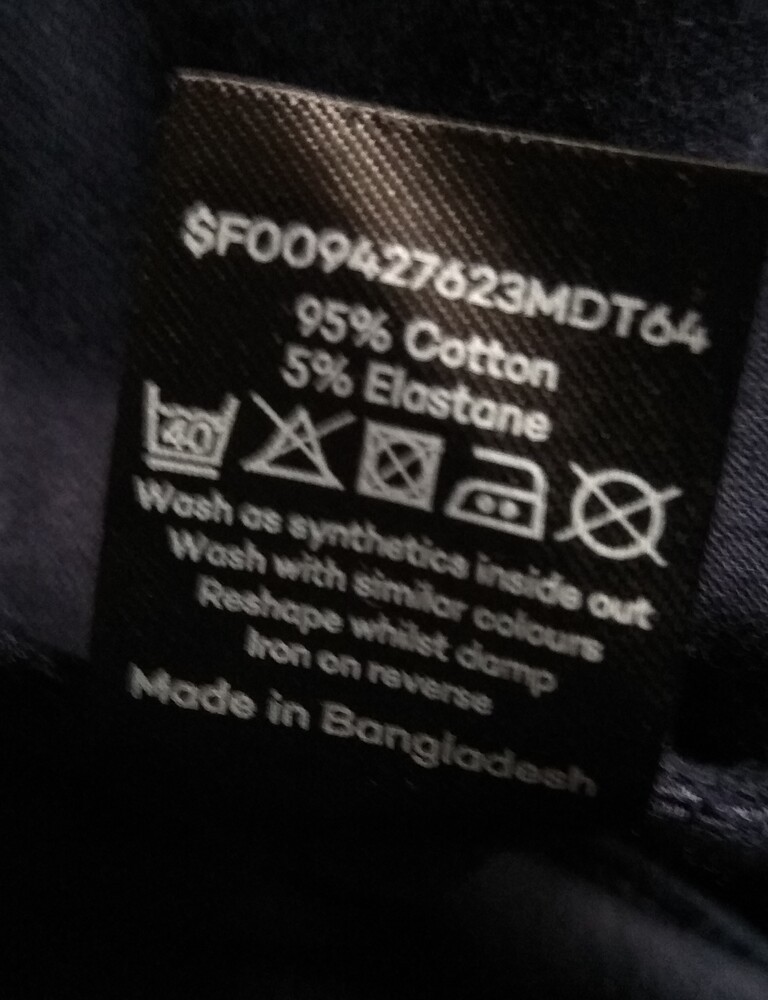 SF009427623MDT64
95% Cotton
5% Elastane
40
Wash as synthetics inside out
Wash with similar colours
Reshape whilst damp
Iron on reverse
Made in Bangladesh